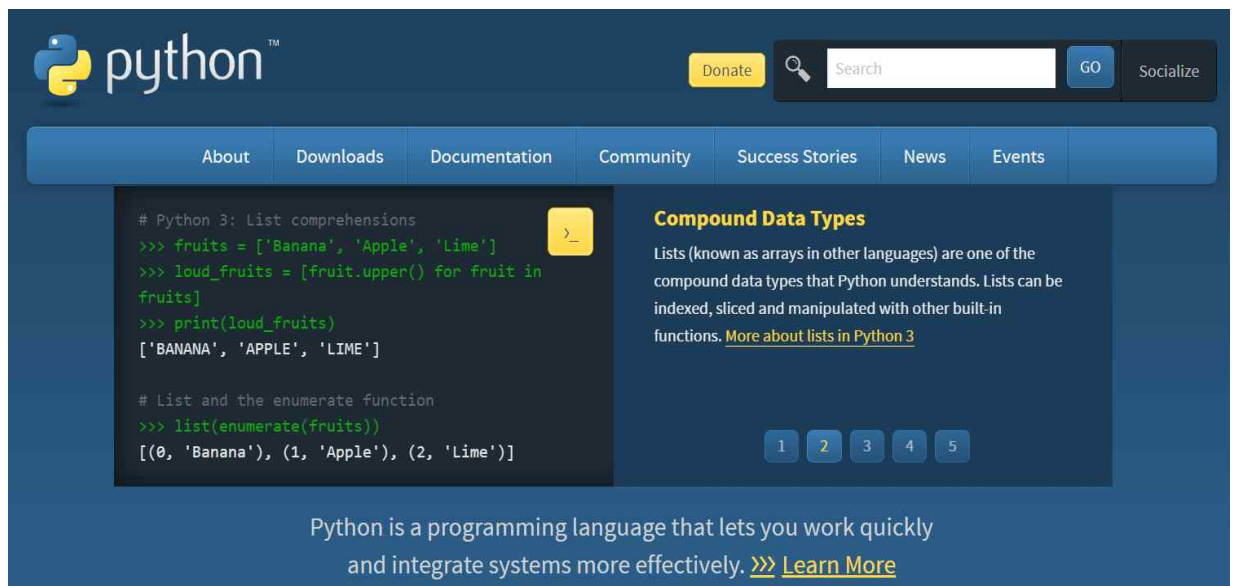 python™
Donate
Search
GO
Socialize
About
Downloads
Documentation
Community
Success Stories
News
Events
# Python 3: List comprehensions
>>> fruits = ['Banana', 'Apple', 'Lime']
>>> loud_fruits = [fruit.upper() for fruit in
fruits]
>>> print(loud_fruits)
['BANANA', 'APPLE', 'LIME']
# List and the enumerate function
>>> list(enumerate(fruits))
[(0, 'Banana'), (1, 'Apple'), (2, 'Lime')]
>_
Compound Data Types
Lists (known as arrays in other languages) are one of the
compound data types that Python understands. Lists can be
indexed, sliced and manipulated with other built-in
functions. More about lists in Python 3
1 2 3 4 5
Python is a programming language that lets you work quickly
and integrate systems more effectively. >>> Learn More